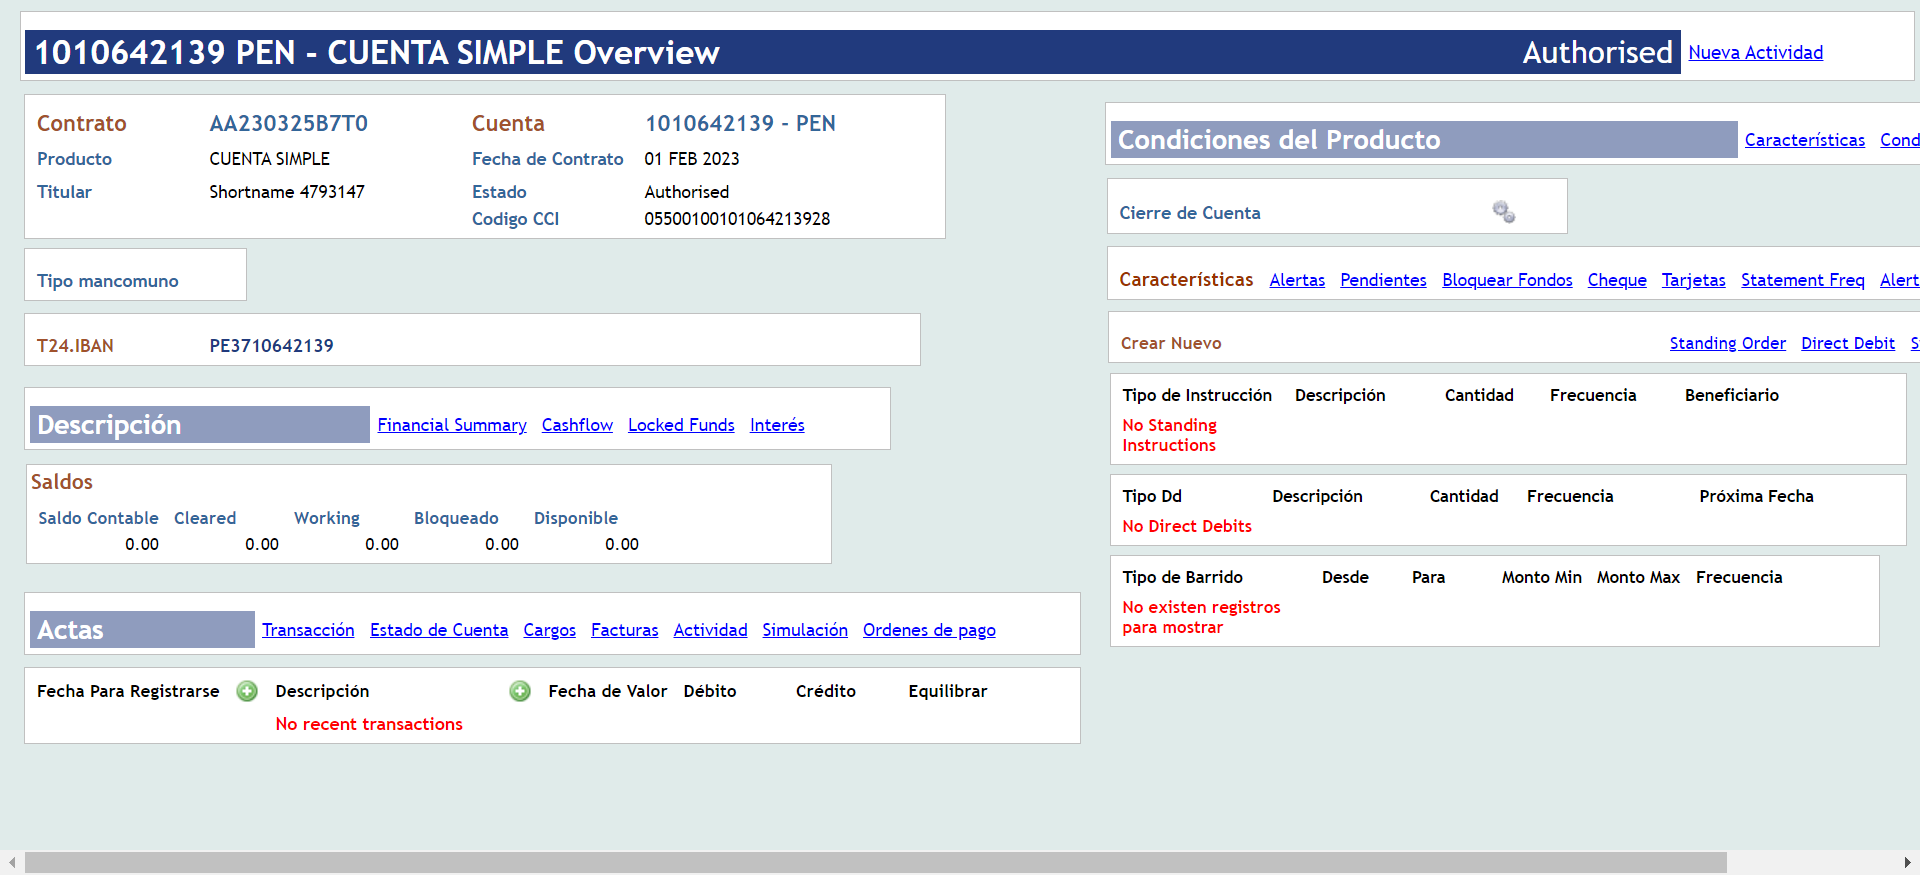 1010642139 PEN - CUENTA SIMPLE Overview Authorised Nueva Actividad
Contrato AA230325B7T0 Cuenta 1010642139 - PEN
Producto CUENTA SIMPLE Fecha de Contrato 01 FEB 2023
Titular Shortname 4793147 Estado Authorised
Codigo CCI 05500100101064213928
Tipo mancomuno
T24.IBAN PE3710642139
Descripción Financial Summary Cashflow Locked Funds Interés
Saldos
Saldo Contable Cleared Working Bloqueado Disponible
0.00 0.00 0.00 0.00 0.00
Actas Transacción Estado de Cuenta Cargos Facturas Actividad Simulación Ordenes de pago
Fecha Para Registrarse Descripción Fecha de Valor Débito Crédito Equilibrar
No recent transactions
Condiciones del Producto Características Cond
Cierre de Cuenta
Características Alertas Pendientes Bloquear Fondos Cheque Tarjetas Statement Freq Alert
Crear Nuevo Standing Order Direct Debit
Tipo de Instrucción Descripción Cantidad Frecuencia Beneficiario
No Standing
Instructions
Tipo Dd Descripción Cantidad Frecuencia Próxima Fecha
No Direct Debits
Tipo de Barrido Desde Para Monto Min Monto Max Frecuencia
No existen registros
para mostrar